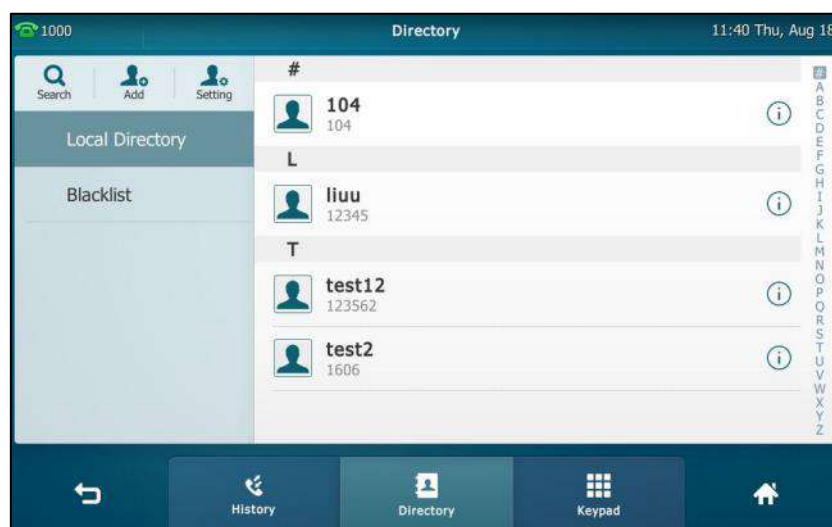 1000 Directory 11:40 Thu, Aug 18
Search Add Setting
Local Directory
Blacklist
#
104
104
L
liuu
12345
T
test12
123562
test2
1606
#
A
B
C
D
E
F
G
H
I
J
K
L
M
N
O
P
Q
R
S
T
U
V
W
X
Y
Z
History Directory Keypad